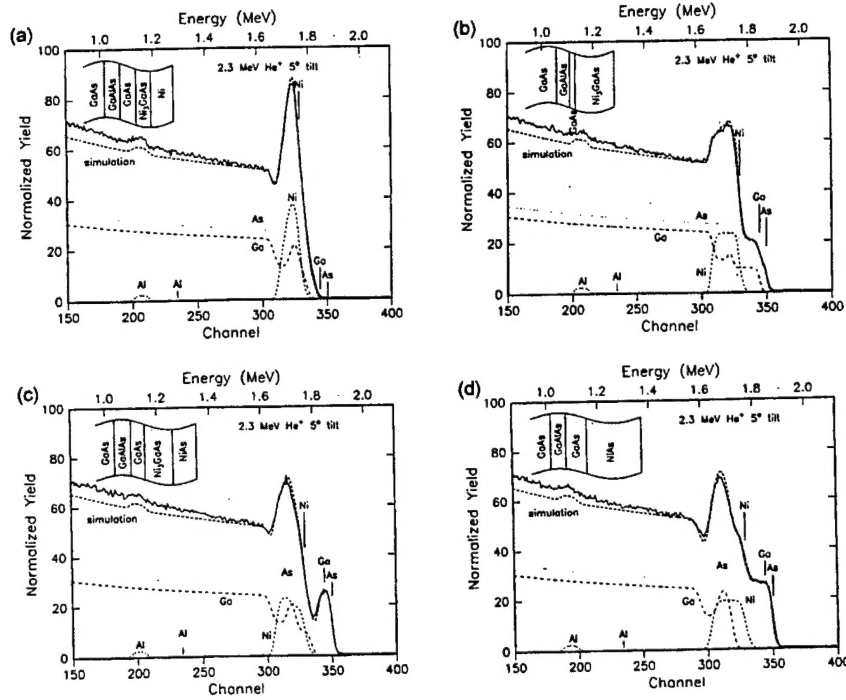 Energy (MeV)
1.0 1.2 1.4 1.6 1.8 2.0
(a)
100
80
60
40
20
0
Normalized Yield
GaAs
GaAlAs
GaAs
Ni3GaAs
Ni
2.3 MeV He+ 5° tilt
Ni
simulation
Ni
As
Ga
Ga
As
Al
Al
150 200 250 300 350 400
Channel
Energy (MeV)
1.0 1.2 1.4 1.6 1.8 2.0
(b)
100
80
60
40
20
0
Normalized Yield
GaAs
GaAlAs
GaAs
Ni3GaAs
2.3 MeV He+ 5° tilt
Ni
simulation
Ga
As
As
Ga
Ni
Al
Al
150 200 250 300 350 400
Channel
Energy (MeV)
1.0 1.2 1.4 1.6 1.8 2.0
(c)
100
80
60
40
20
0
Normalized Yield
GaAs
GaAlAs
GaAs
Ni3GaAs
NiAs
2.3 MeV He+ 5° tilt
simulation
Ni
Ga
As
As
Ga
Ni
Al
Al
150 200 250 300 350 400
Channel
Energy (MeV)
1.0 1.2 1.4 1.6 1.8 2.0
(d)
100
80
60
40
20
0
Normalized Yield
GaAs
GaAlAs
GaAs
NiAs
2.3 MeV He+ 5° tilt
simulation
Ni
Ga
As
As
Ga
Ni
Al
Al
150 200 250 300 350 400
Channel